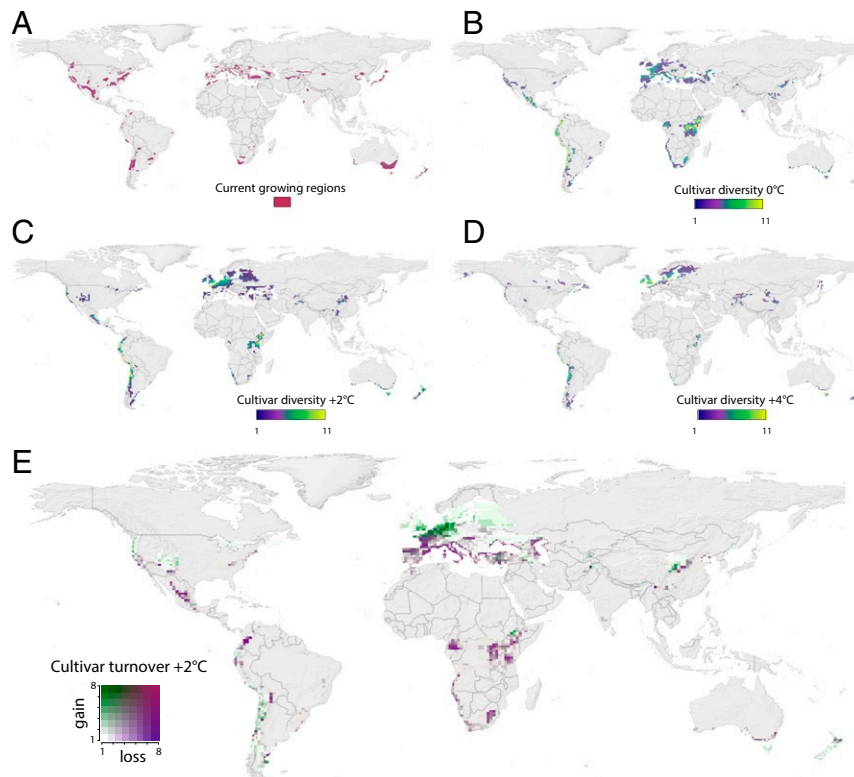 A
B
Current growing regions
Cultivar diversity 0°C
1 11
C
D
Cultivar diversity +2°C
1 11
Cultivar diversity +4°C
1 11
E
Cultivar turnover +2°C
8
gain
1
1 8
loss